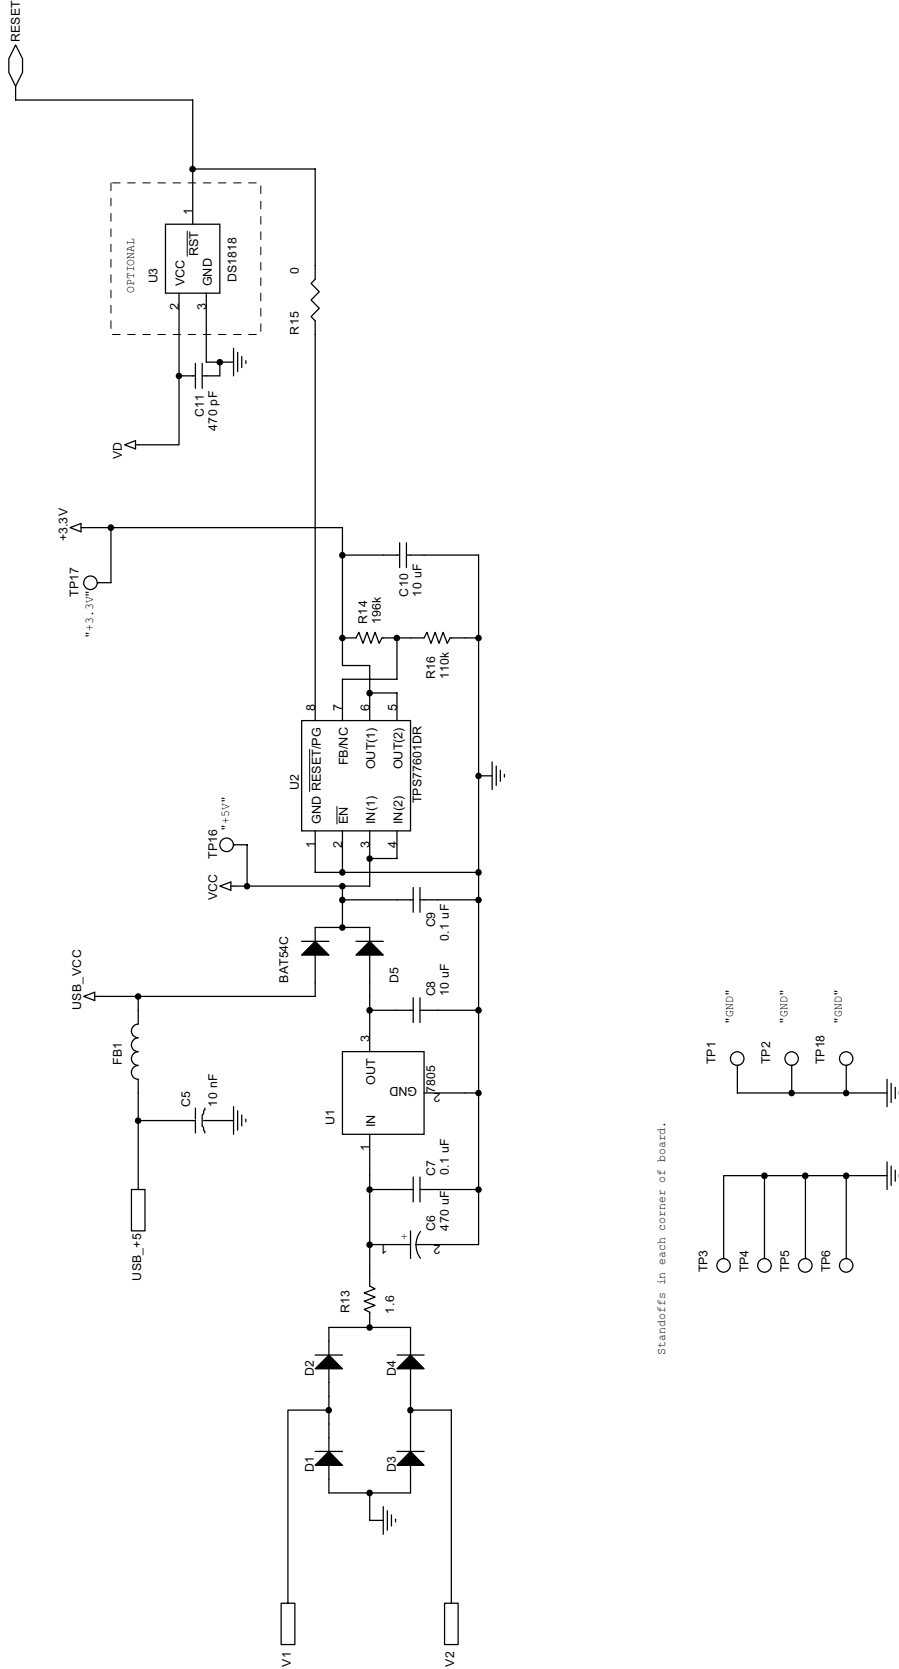 RESET
OPTIONAL
U3
VCC
RST
GND
DS1818
1
2
3
C11
470 pF
VD
R15
0
+3.3V
TP17
"+3.3V"
C10
10 uF
R14
196k
R16
110k
U2
GND
RESET/PG
EN
FB/NC
IN(1)
OUT(1)
IN(2)
OUT(2)
TPS77601DR
1
2
3
4
8
7
6
5
TP16
"+5V"
VCC
C9
0.1 uF
BAT54C
D5
C8
10 uF
USB_VCC
FB1
C5
10 nF
USB_+5
U1
IN
OUT
GND
7805
1
3
2
C7
0.1 uF
C6
470 uF
+
1
2
R13
1.6
D2
D4
D1
D3
V1
V2
Standoffs in each corner of board.
TP1
"GND"
TP2
"GND"
TP18
"GND"
TP3
TP4
TP5
TP6